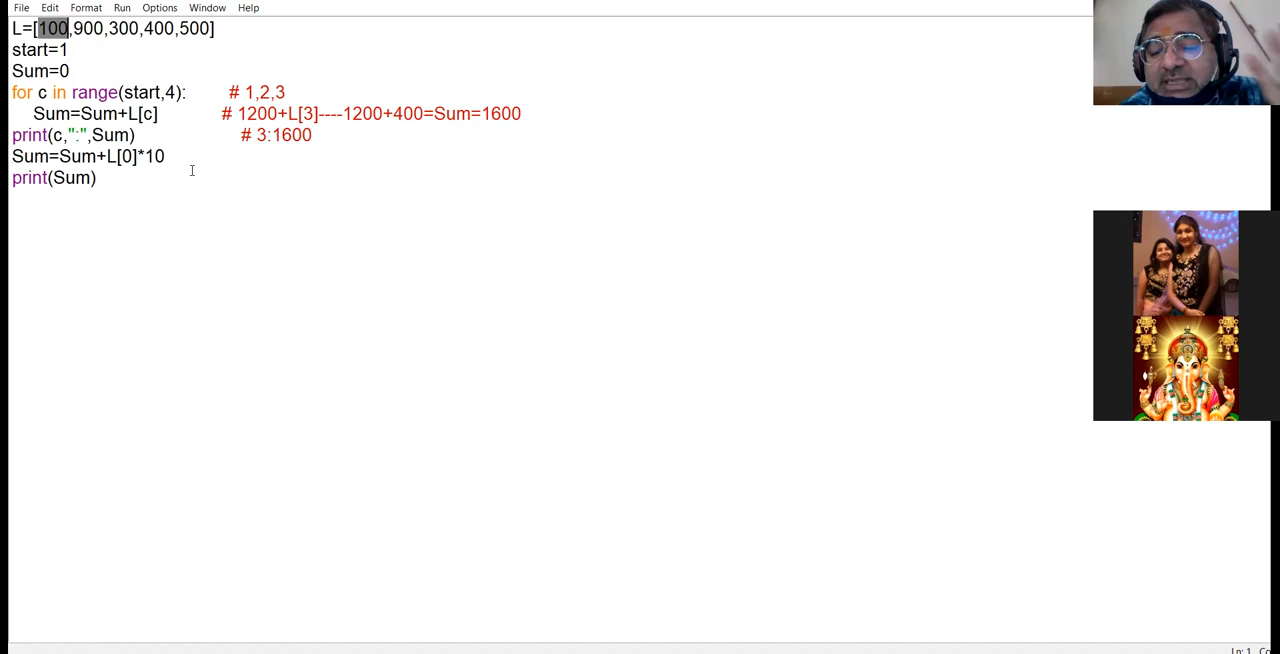 File Edit Format Run Options Window Help
L=[100,900,300,400,500]
start=1
Sum=0
for c in range(start,4): # 1,2,3
Sum=Sum+L[c] # 1200+L[3]----1200+400=Sum=1600
print(c,":",Sum) # 3:1600
Sum=Sum+L[0]*10
print(Sum)
Ln: 1